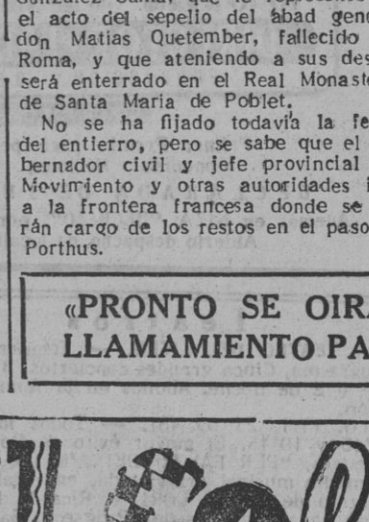 el acto del sepelio del abad gene
don Matias Quetember, fallecido
Roma, y que ateniendo a sus des
será enterrado en el Real Monaste
de Santa Maria de Poblet.
No se ha fijado todavía la fe
del entierro, pero se sabe que el
bernador civil y jefe provincial
Movimiento y otras autoridades i
a la frontera francesa donde se
rán cargo de los restos en el paso
Porthus.
«PRONTO SE OIRA
LLAMAMIENTO PA